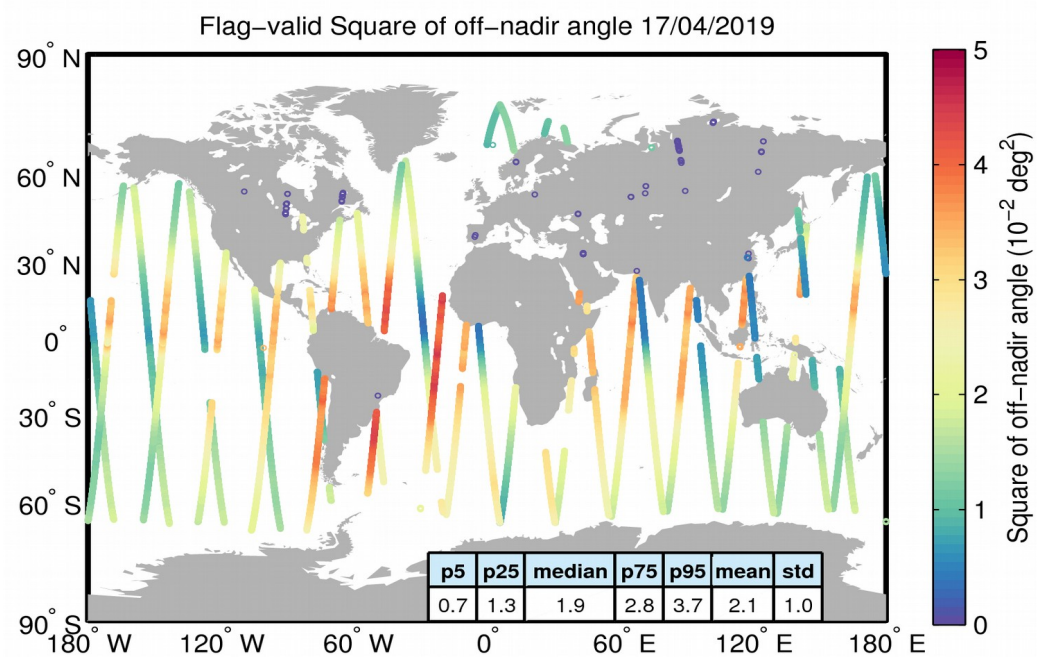 Flag−valid Square of off−nadir angle 17/04/2019
90° N
60° N
30° N
0°
30° S
60° S
90° S
180° W
120° W
60° W
0°
60° E
120° E
180° E
p5 p25 median p75 p95 mean std
0.7 1.3 1.9 2.8 3.7 2.1 1.0
5
4
3
2
1
0
Square of off−nadir angle (10⁻² deg²)